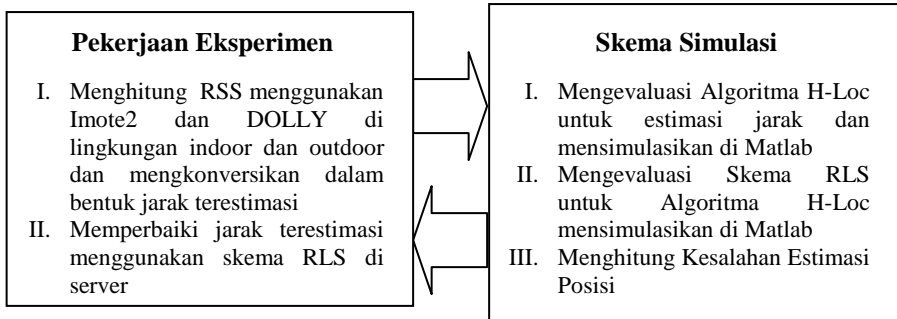 Pekerjaan Eksperimen
I. Menghitung RSS menggunakan
Imote2 dan DOLLY di
lingkungan indoor dan outdoor
dan mengkonversikan dalam
bentuk jarak terestimasi
II. Memperbaiki jarak terestimasi
menggunakan skema RLS di
server
Skema Simulasi
I. Mengevaluasi Algoritma H-Loc
untuk estimasi jarak dan
mensimulasikan di Matlab
II. Mengevaluasi Skema RLS
untuk Algoritma H-Loc
mensimulasikan di Matlab
III. Menghitung Kesalahan Estimasi
Posisi